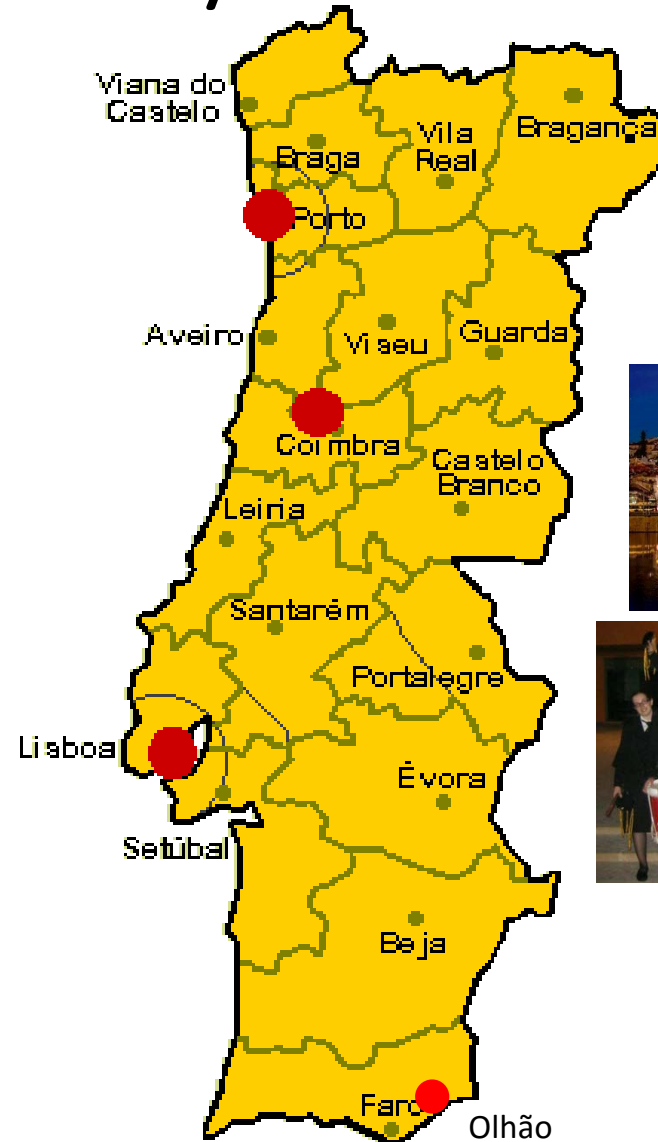 Viana do
Castelo
Braga
Vila
Real
Bragança
Porto
Aveiro
Viseu
Guarda
Coimbra
Castelo
Branco
Leiria
Santarém
Portalegre
Lisboa
Évora
Setúbal
Beja
Faro
Olhão